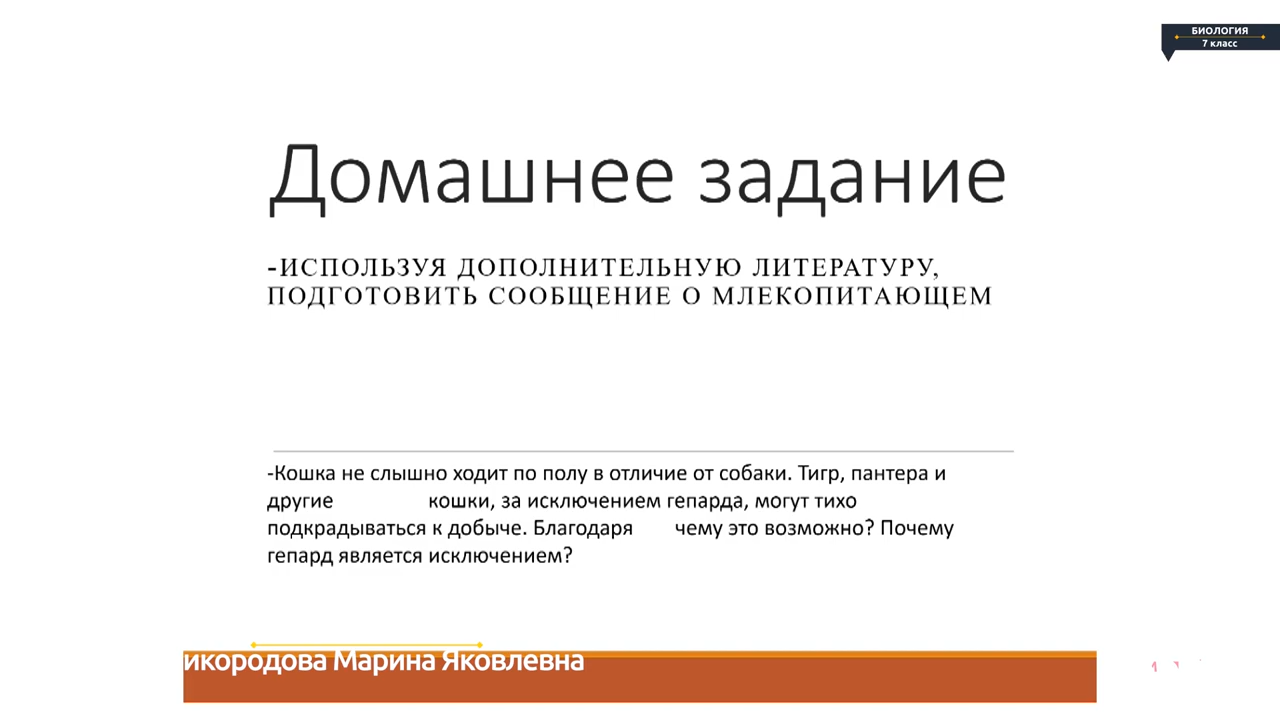 БИОЛОГИЯ
7 класс
Домашнее задание
-ИСПОЛЬЗУЯ ДОПОЛНИТЕЛЬНУЮ ЛИТЕРАТУРУ,
ПОДГОТОВИТЬ СООБЩЕНИЕ О МЛЕКОПИТАЮЩЕМ
-Кошка не слышно ходит по полу в отличие от собаки. Тигр, пантера и
другие кошки, за исключением гепарда, могут тихо
подкрадываться к добыче. Благодаря чему это возможно? Почему
гепард является исключением?
икородова Марина Яковлевна